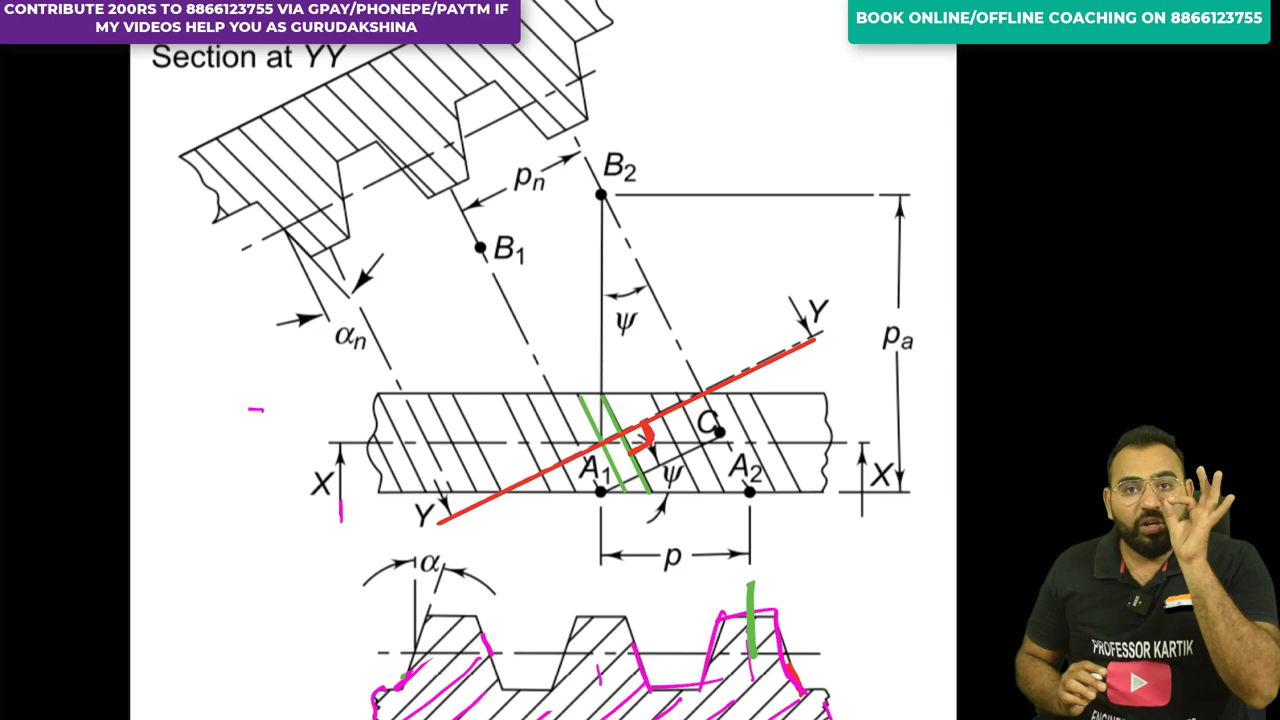 CONTRIBUTE 200RS TO 8866123755 VIA GPAY/PHONEPE/PAYTM IF
MY VIDEOS HELP YOU AS GURUDAKSHINA
BOOK ONLINE/OFFLINE COACHING ON 8866123755
Section at YY
pn
B2
B1
ψ
Y
αn
pa
C
A1
ψ
A2
X
X
Y
p
α
PROFESSOR KARTIK